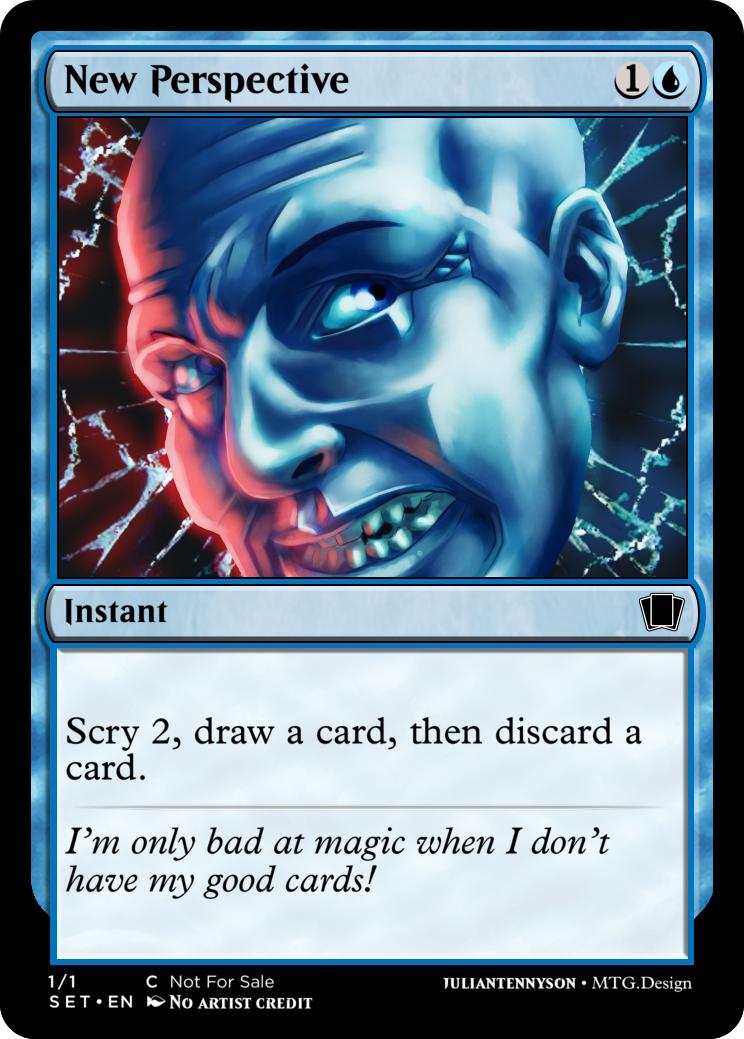 New Perspective 1
Instant
Scry 2, draw a card, then discard a
card.
I'm only bad at magic when I don't
have my good cards!
1/1 C Not For Sale
SET • EN No artist credit
JULIANTENNYSON • MTG.Design